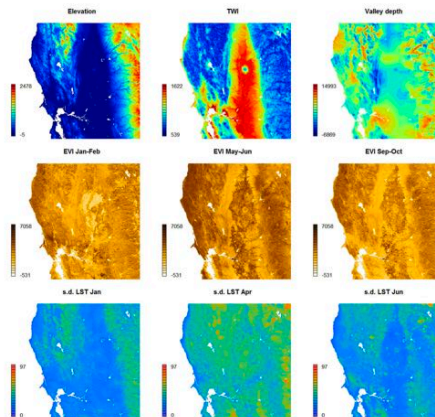 Elevation
TWI
Valley depth
2476
-5
1622
539
14993
-6869
EVI Jan-Feb
EVI May-Jun
EVI Sep-Oct
7058
-531
7058
-531
7058
-531
s.d. LST Jan
s.d. LST Apr
s.d. LST Jun
97
0
97
0
97
0